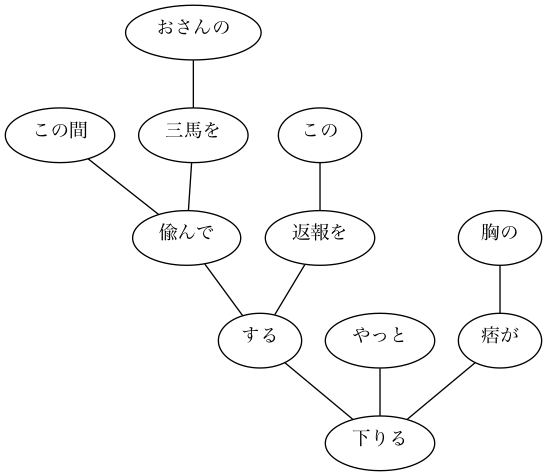 おさんの
この間
三馬を
この
偸んで
返報を
胸の
する
やっと
痞が
下りる